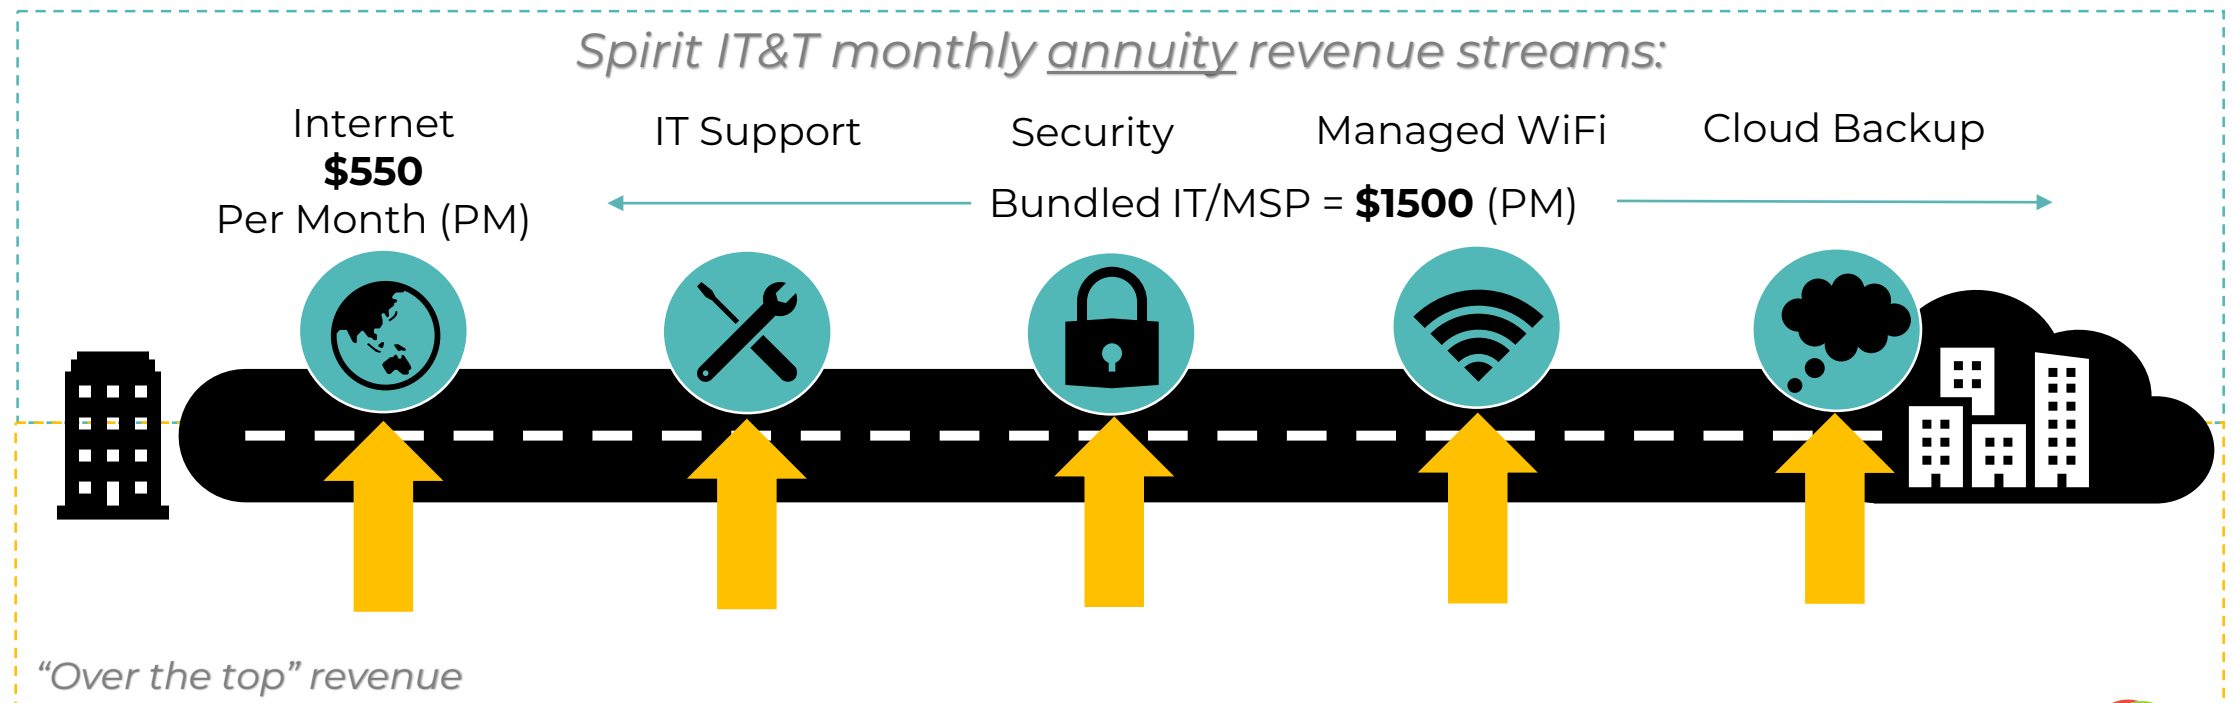 Spirit IT&T monthly annuity revenue streams:
Internet
$550
Per Month (PM)
IT Support
Security
Managed WiFi
Cloud Backup
Bundled IT/MSP = $1500 (PM)
“Over the top” revenue